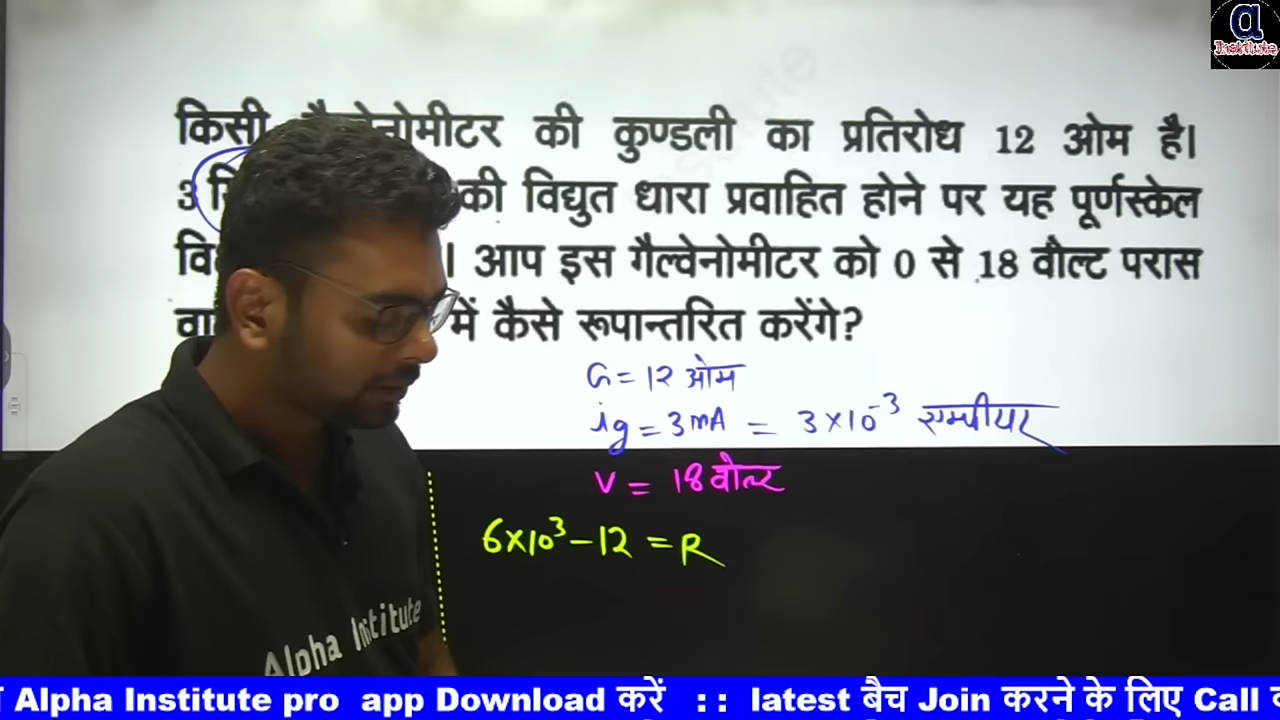 a
Institute
किसी की कुण्डली का प्रतिरोध 12 ओम है।
3 की विद्युत धारा प्रवाहित होने पर यह पूर्णस्केल
। आप इस गैल्वेनोमीटर को 0 से 18 वौल्ट परास
में कैसे रूपान्तरित करेंगे?
G = 12 ओम
ig = 3mA = 3×10⁻³ एम्पीयर
V = 18 वोल्ट
6×10³ - 12 = R
Alpha Institute
Alpha Institute pro app Download करें :: latest बैच Join करने के लिए Call